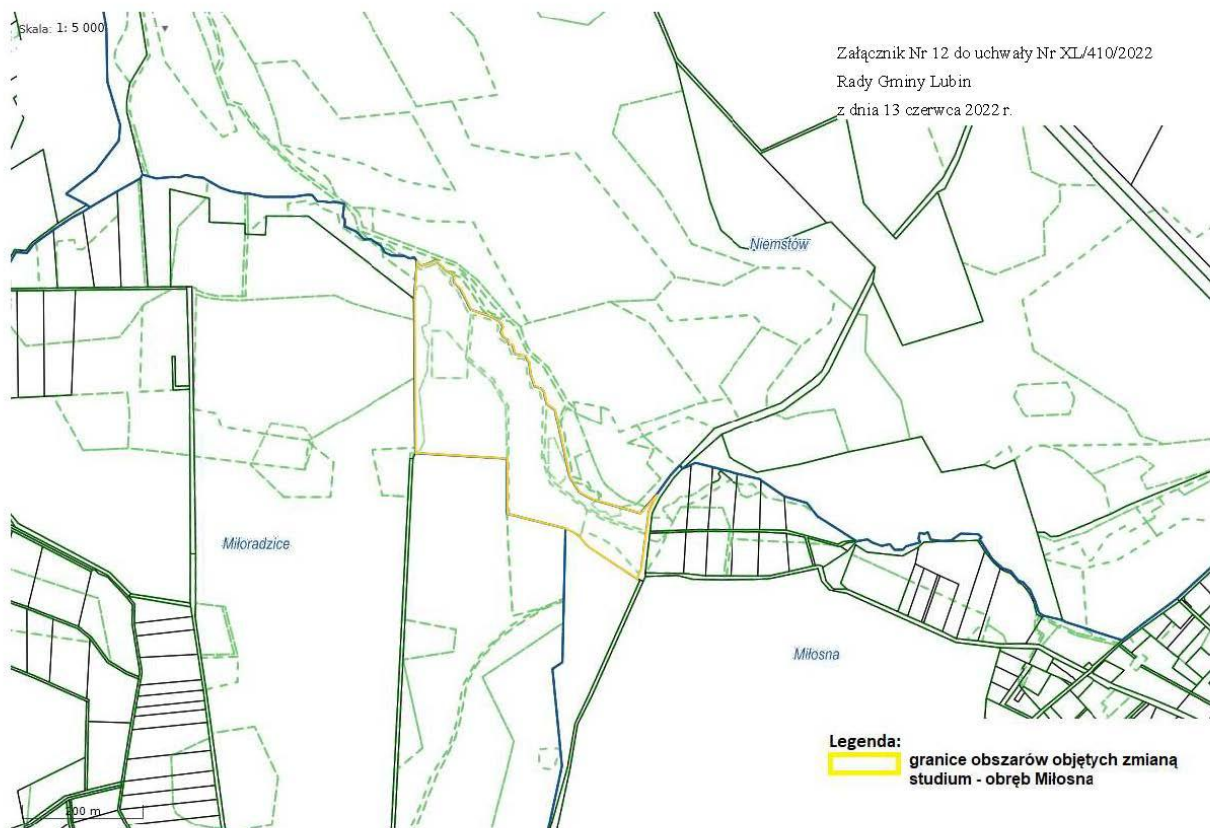 Skala: 1: 5 000
Załącznik Nr 12 do uchwały Nr XL/410/2022
Rady Gminy Lubin
z dnia 13 czerwca 2022 r.
Niemstów
Miłoradzice
Miłosna
Legenda:
granice obszarów objętych zmianą
studium - obręb Miłosna
200 m